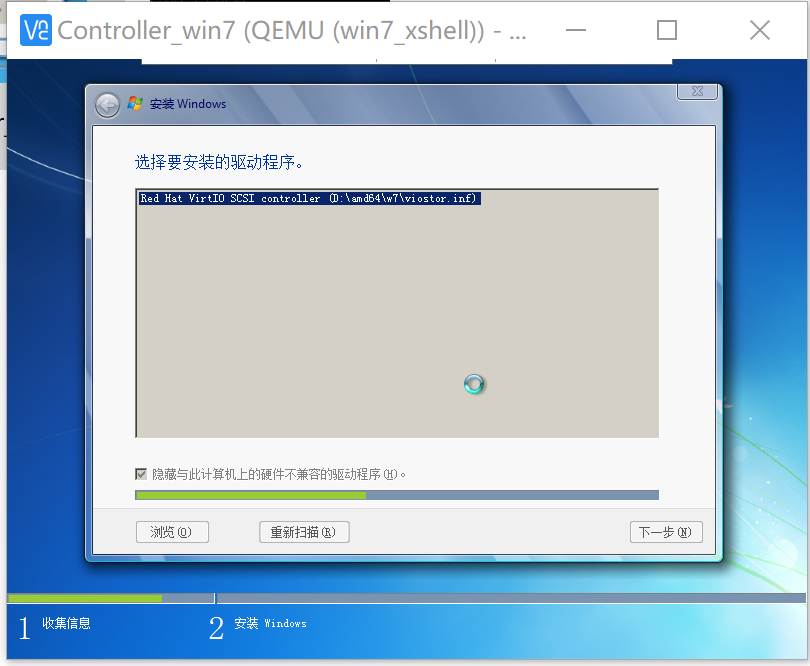 V2 Controller_win7 (QEMU (win7_xshell)) - ...
安装 Windows
选择要安装的驱动程序。
Red Hat VirtIO SCSI controller (D:\amd64\w7\viostor.inf)
隐藏与此计算机上的硬件不兼容的驱动程序(H)。
浏览(O) 重新扫描(R) 下一步(N)
1 收集信息 2 安装 Windows